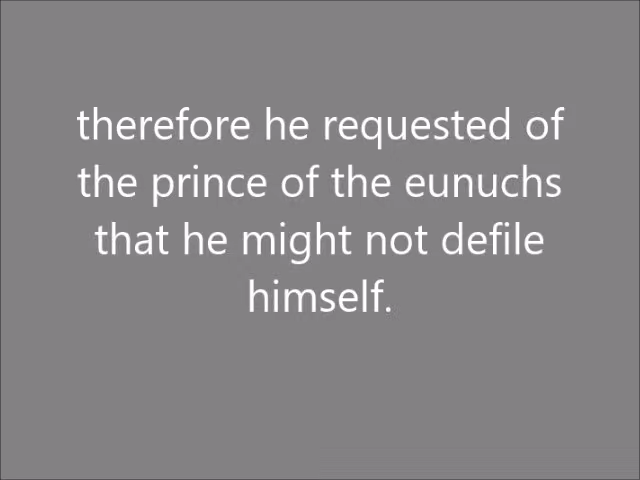 therefore he requested of
the prince of the eunuchs
that he might not defile
himself.